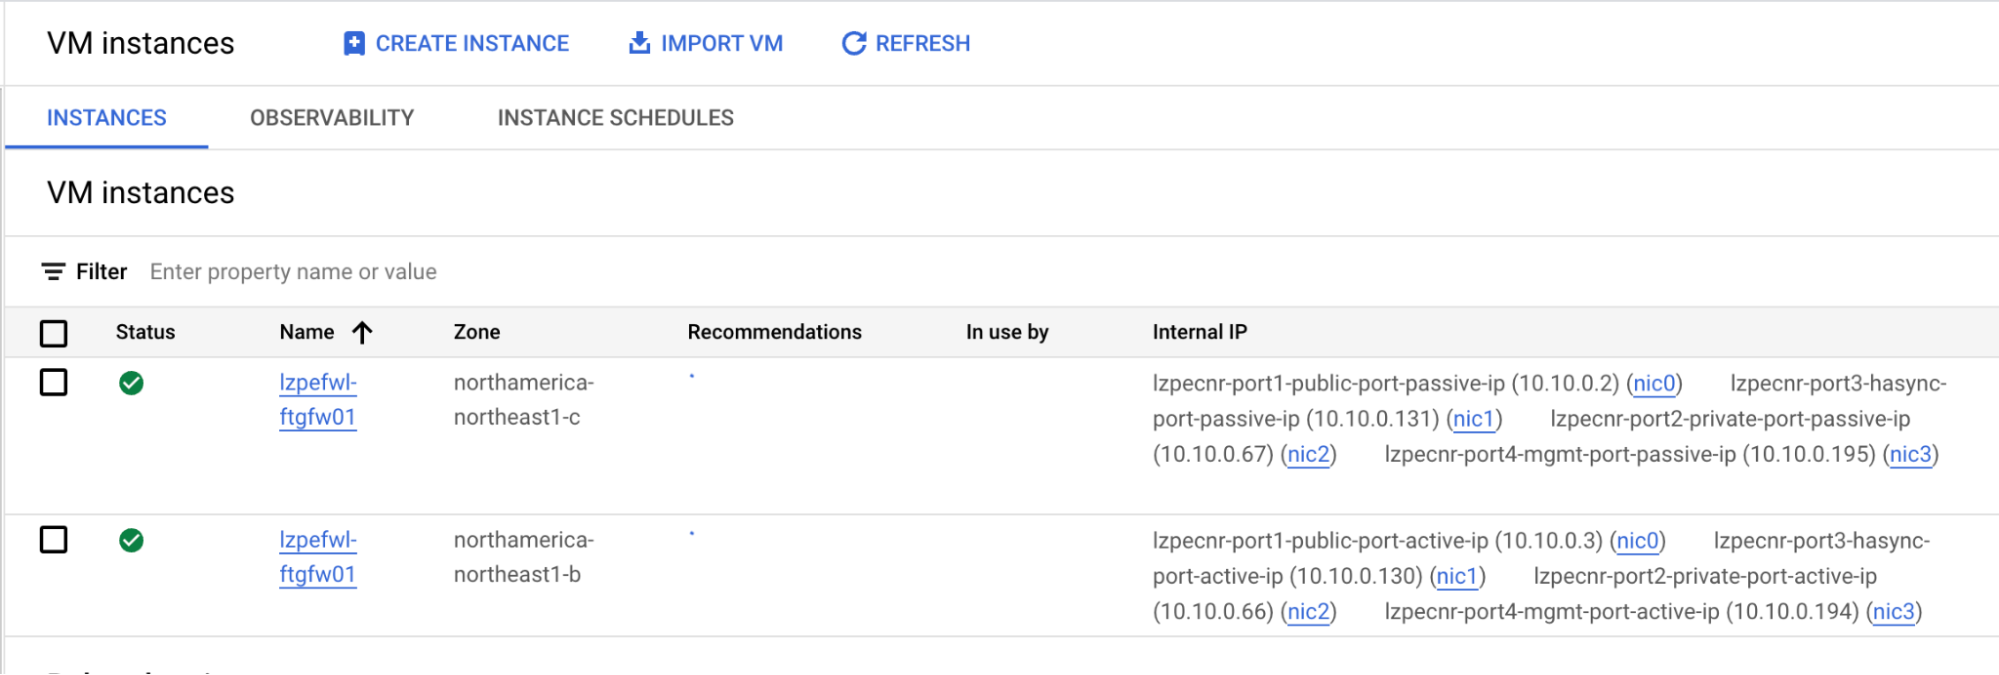 VM instances CREATE INSTANCE IMPORT VM REFRESH
INSTANCES OBSERVABILITY INSTANCE SCHEDULES
VM instances
Filter Enter property name or value
Status Name Zone Recommendations In use by Internal IP
lzpefwl-
ftgfw01
northamerica-
northeast1-c
lzpecnr-port1-public-port-passive-ip (10.10.0.2) (nic0) lzpecnr-port3-hasync-
port-passive-ip (10.10.0.131) (nic1) lzpecnr-port2-private-port-passive-ip
(10.10.0.67) (nic2) lzpecnr-port4-mgmt-port-passive-ip (10.10.0.195) (nic3)
lzpefwl-
ftgfw01
northamerica-
northeast1-b
lzpecnr-port1-public-port-active-ip (10.10.0.3) (nic0) lzpecnr-port3-hasync-
port-active-ip (10.10.0.130) (nic1) lzpecnr-port2-private-port-active-ip
(10.10.0.66) (nic2) lzpecnr-port4-mgmt-port-active-ip (10.10.0.194) (nic3)